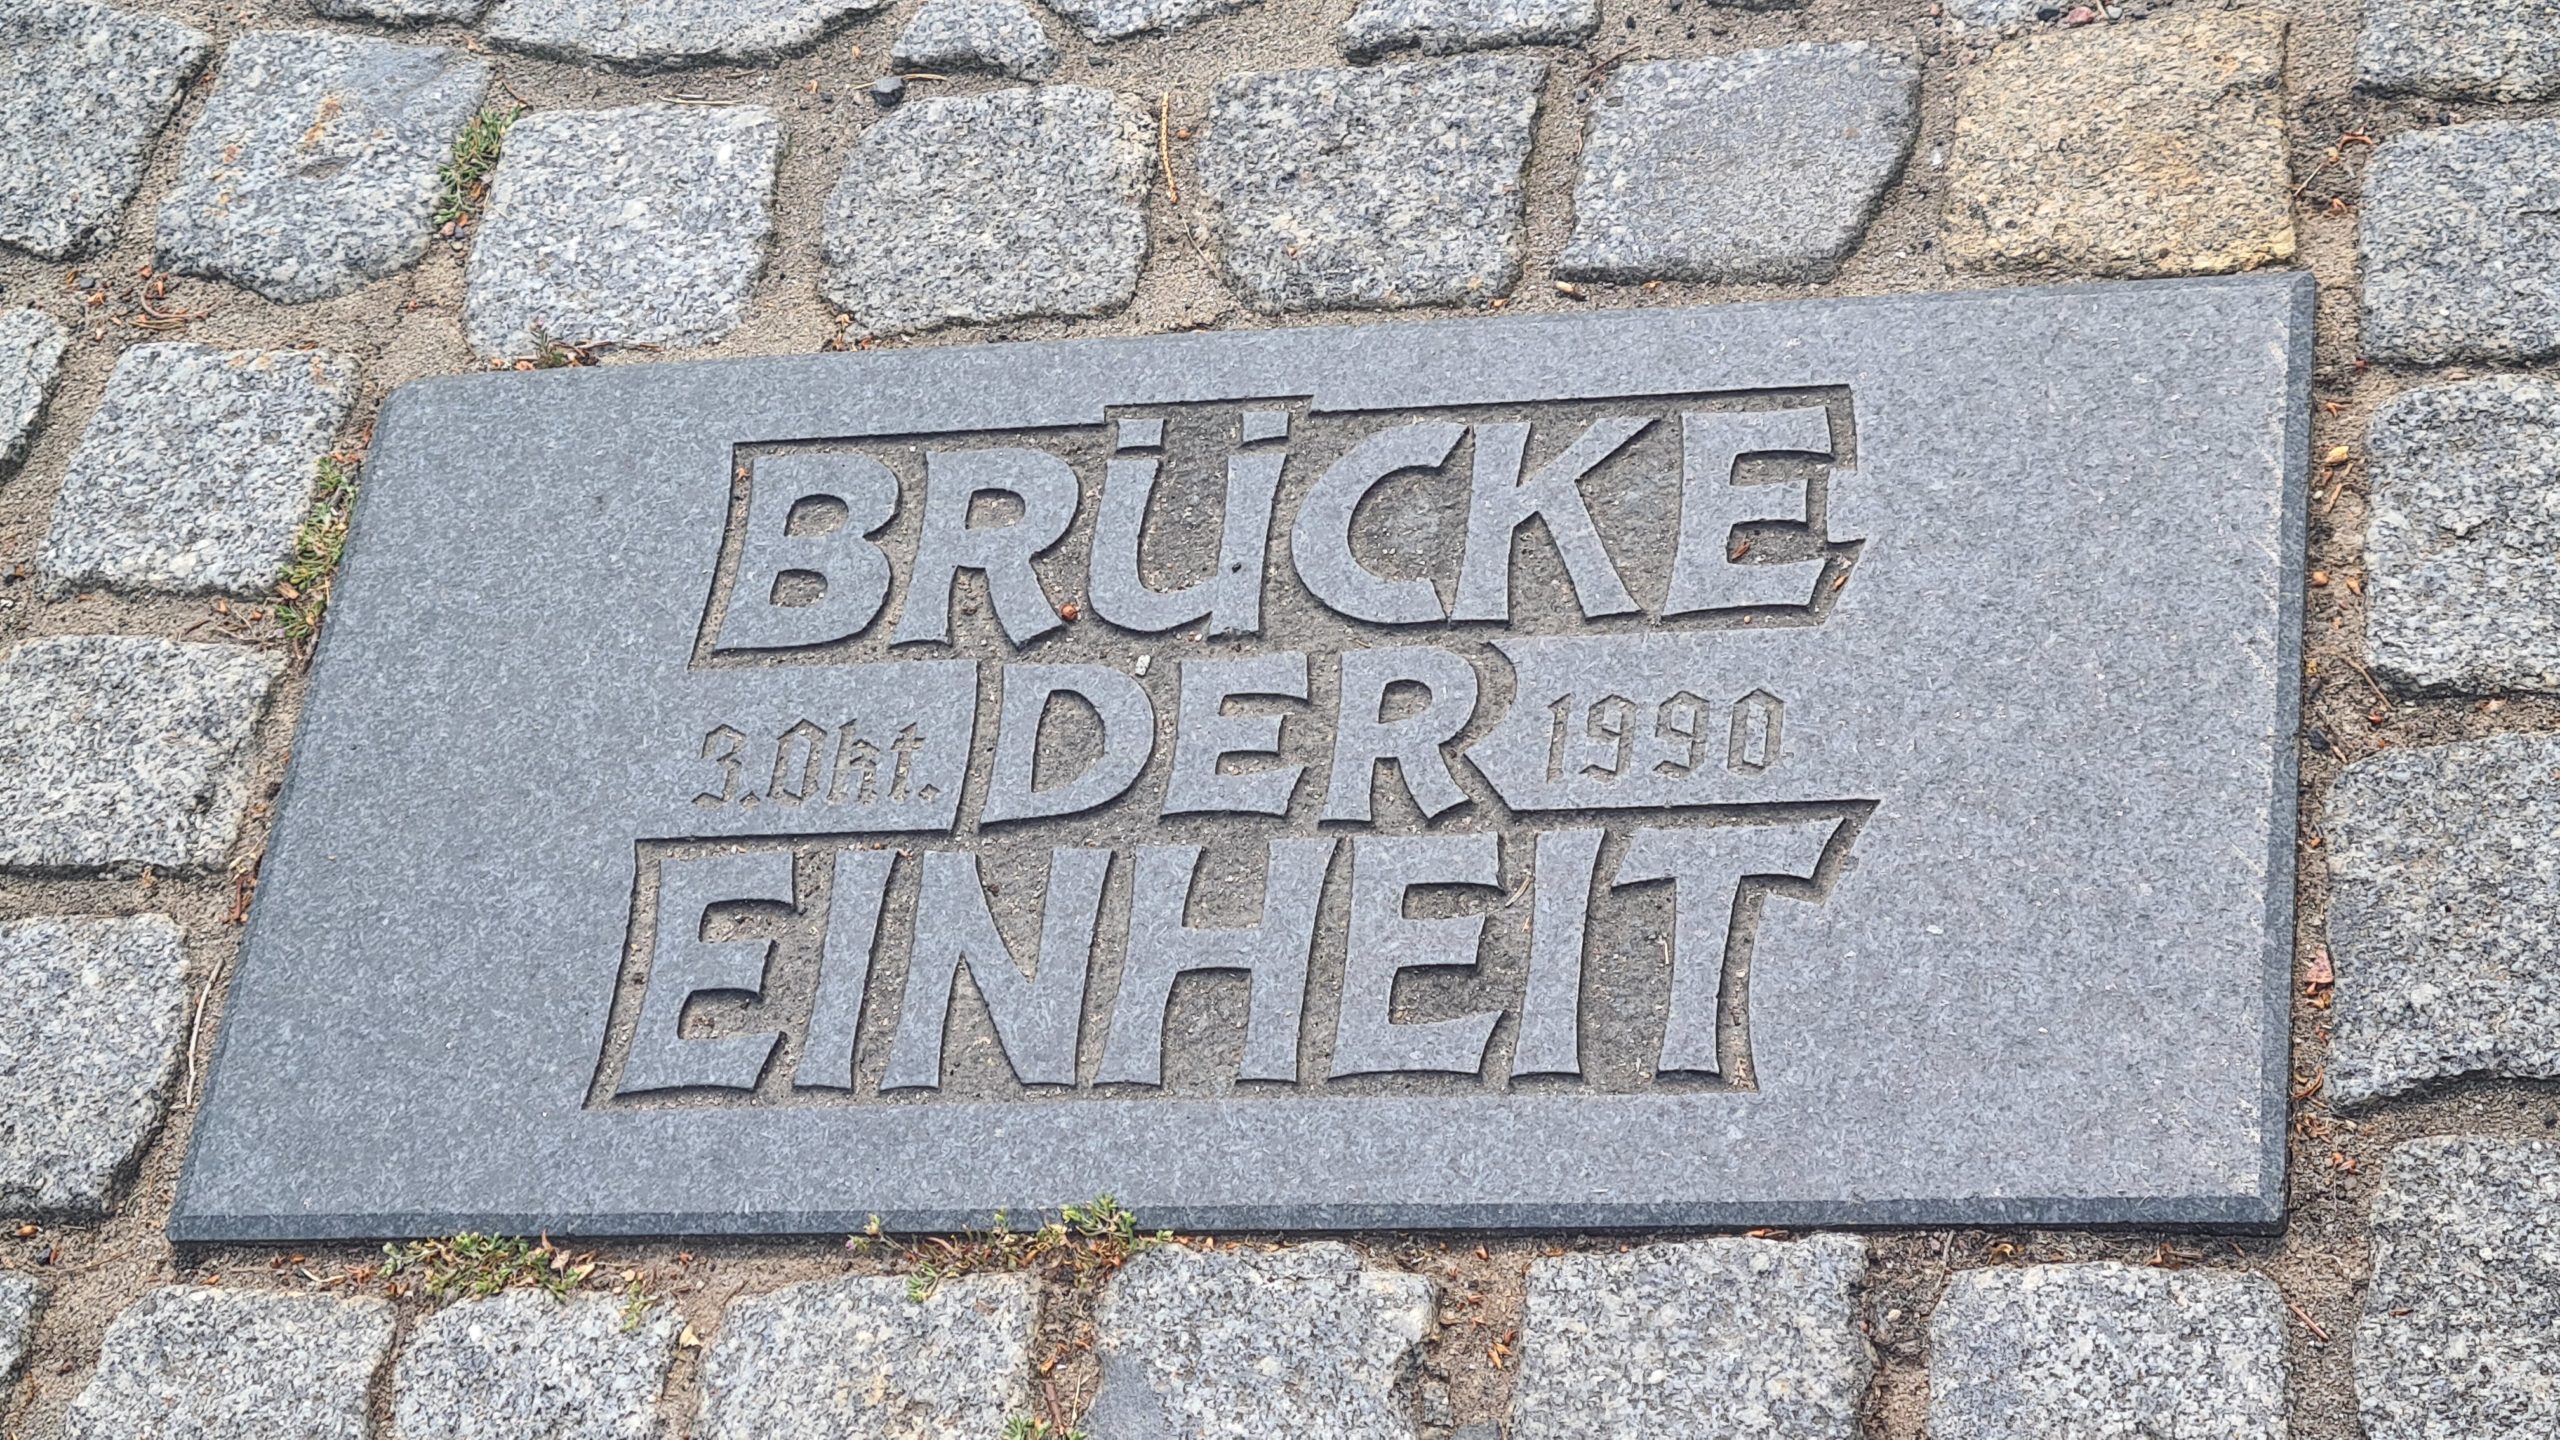 BRÜCKE
3. Okt. DER 1990
EINHEIT